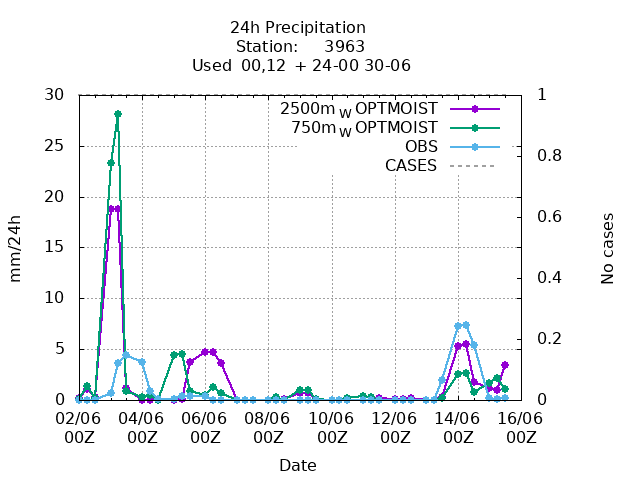 24h Precipitation
Station: 3963
Used 00,12 + 24-00 30-06
2500m_W OPTMOIST
750m_W OPTMOIST
OBS
CASES
mm/24h
30
25
20
15
10
5
0
1
0.8
0.6
0.4
0.2
0
No cases
02/06 04/06 06/06 08/06 10/06 12/06 14/06 16/06
00Z 00Z 00Z 00Z 00Z 00Z 00Z 00Z
Date